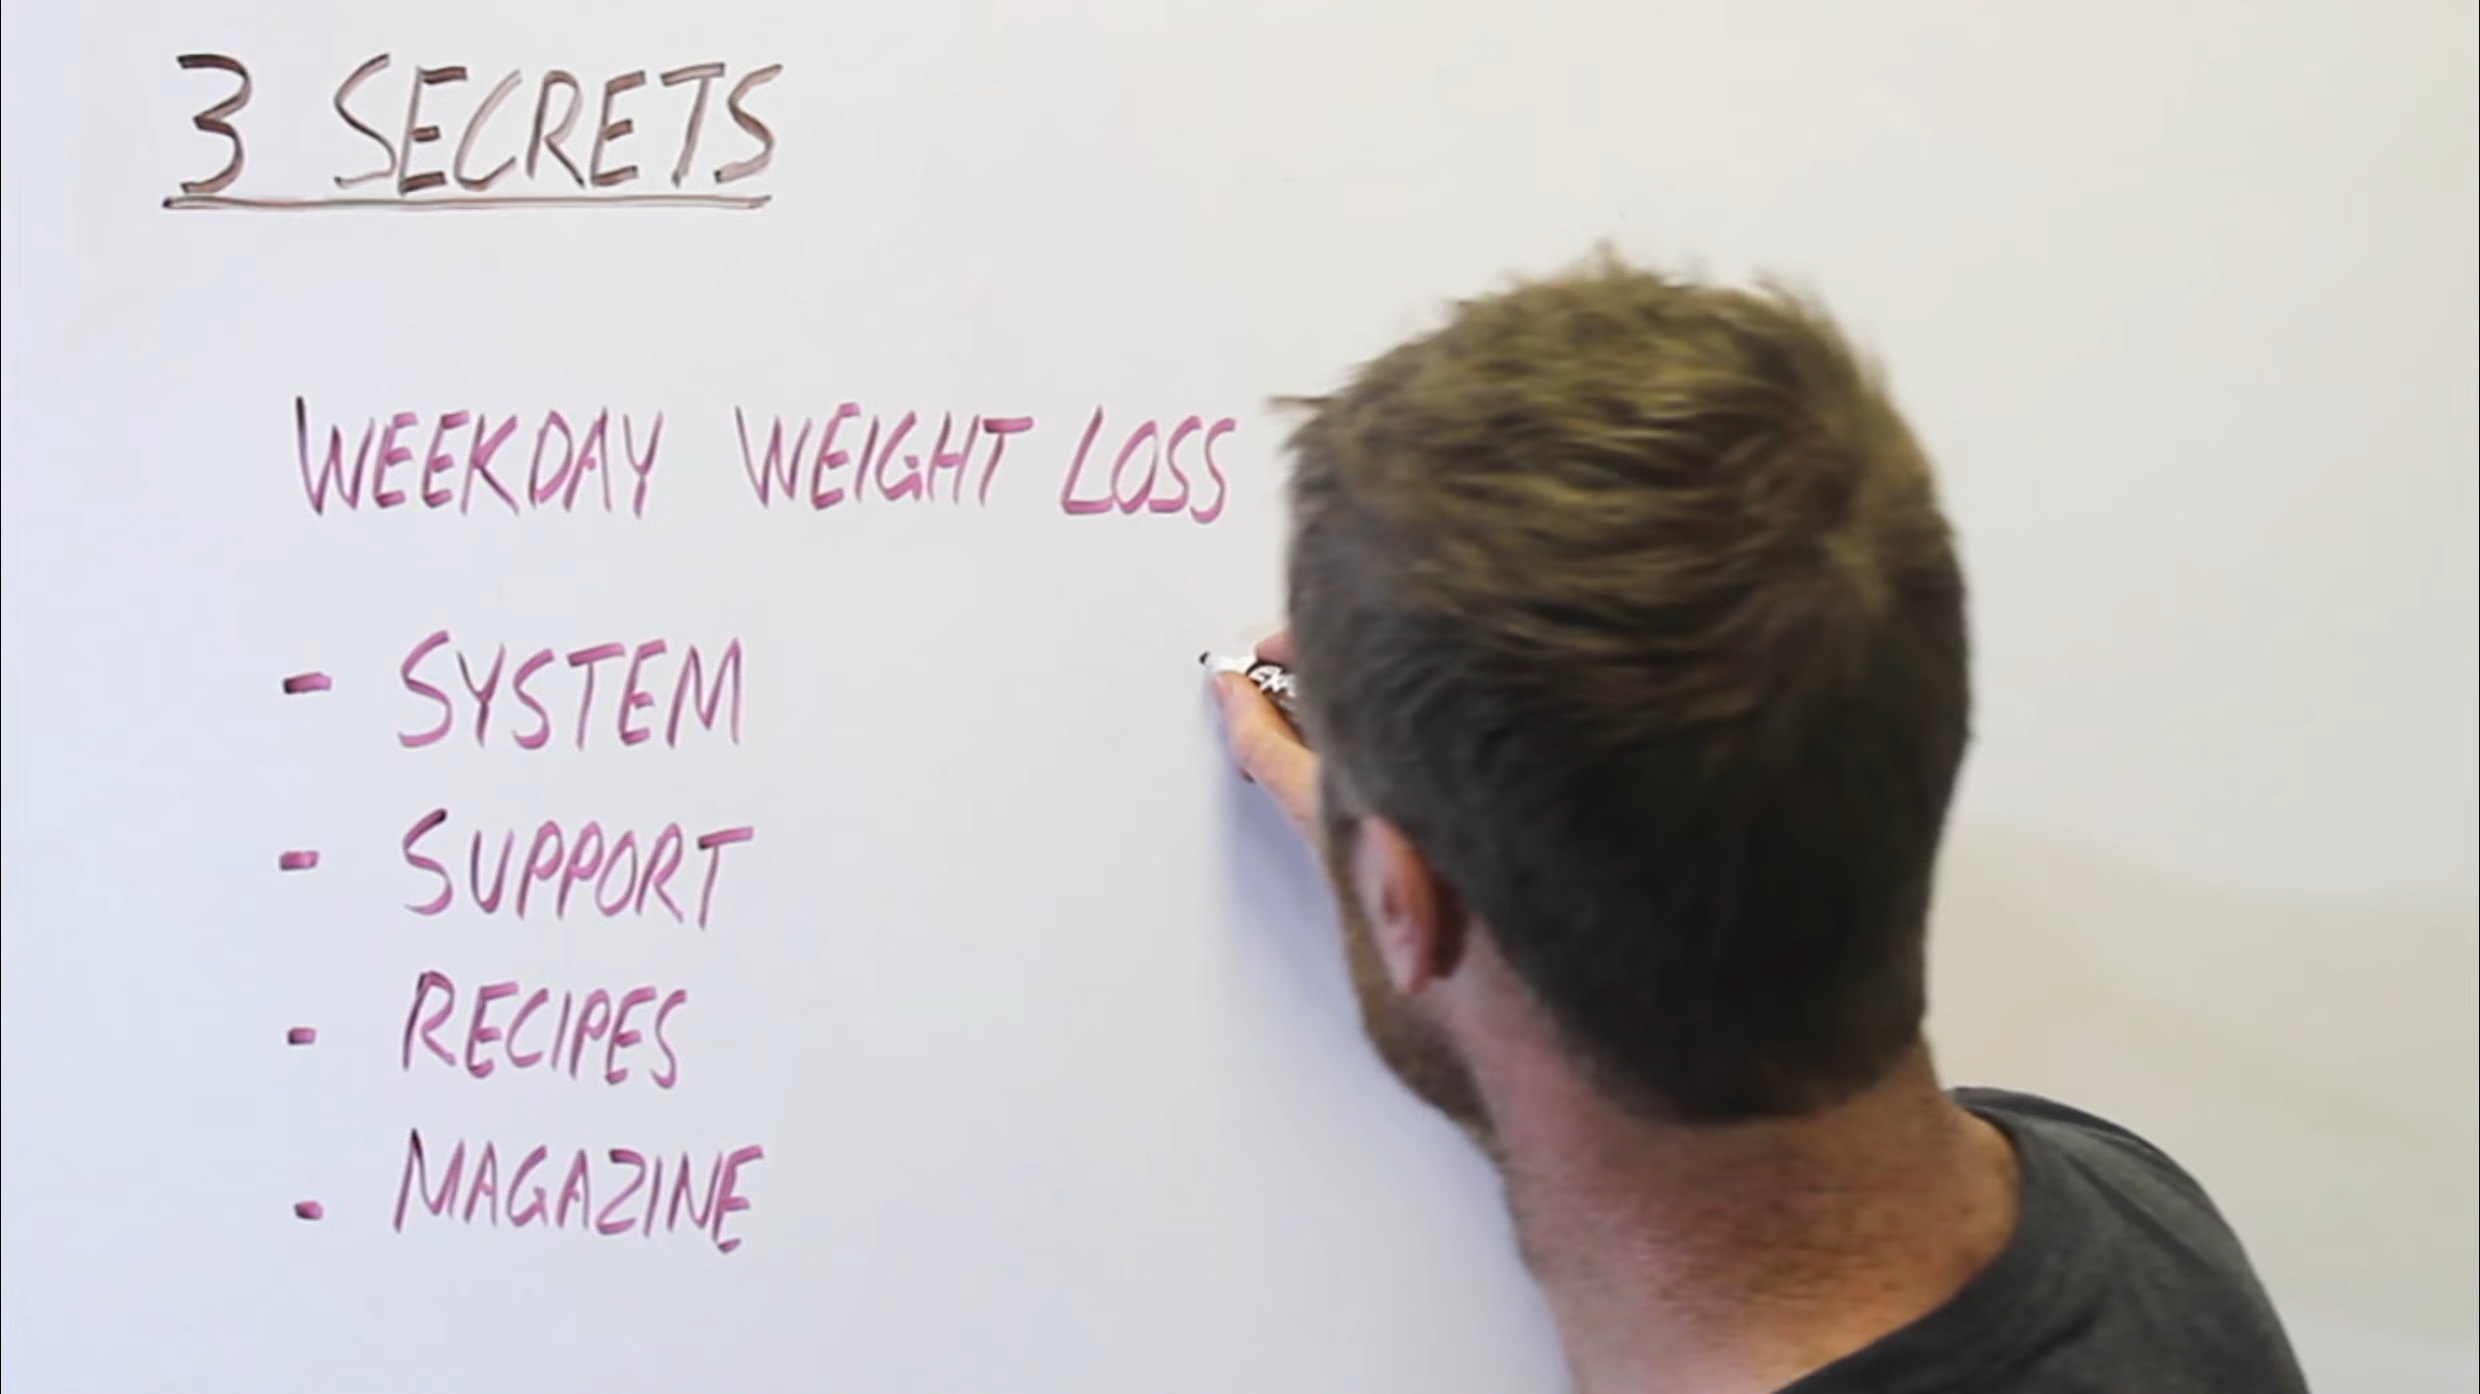 3 SECRETS
WEEKDAY WEIGHT LOSS
- SYSTEM
- SUPPORT
- RECIPES
- MAGAZINE